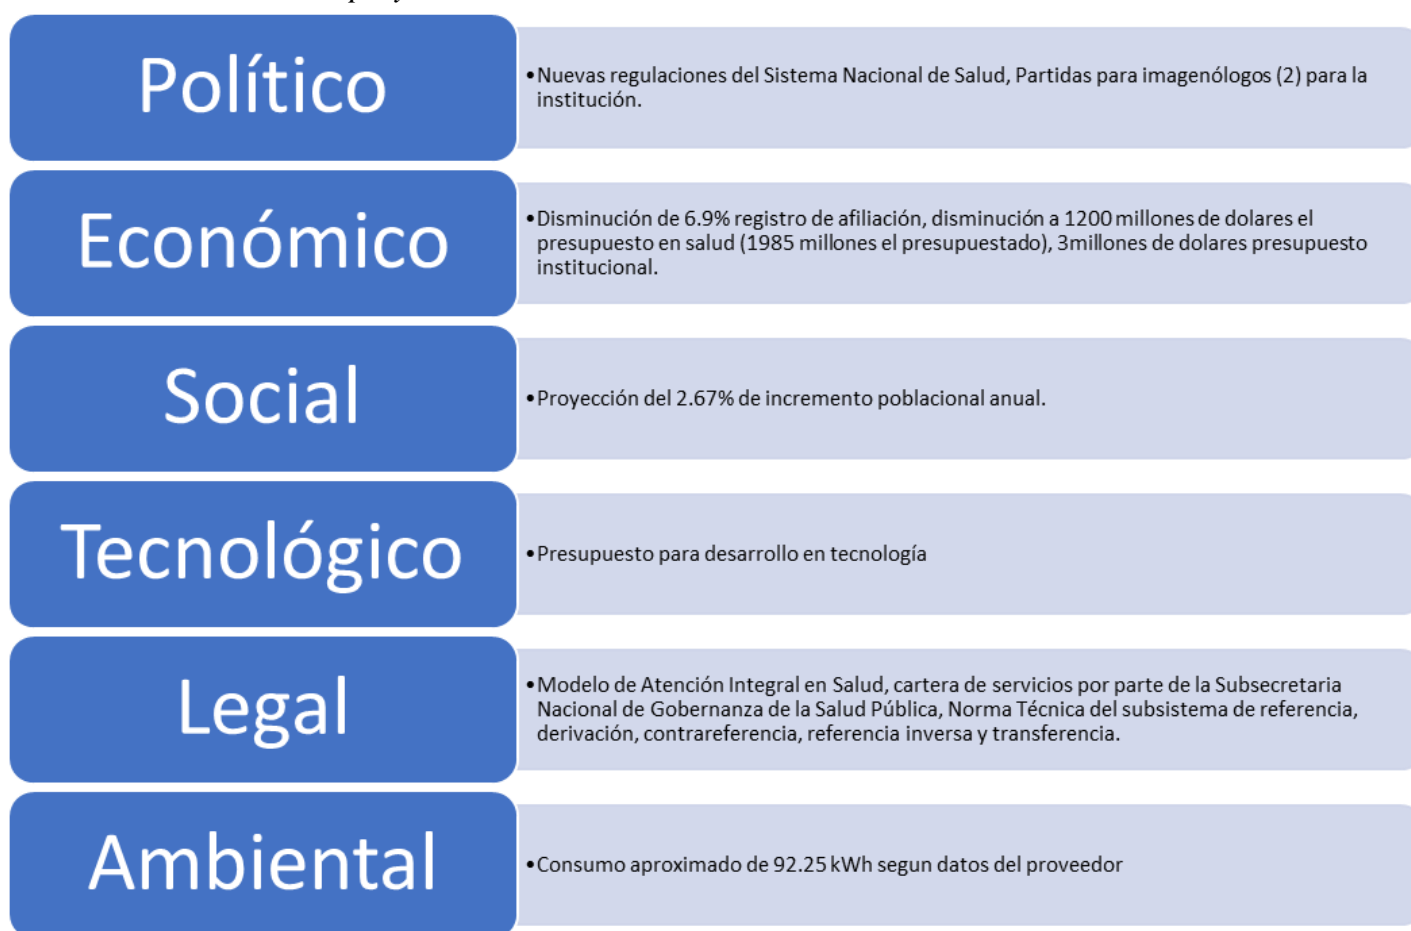 Político
•Nuevas regulaciones del Sistema Nacional de Salud, Partidas para imagenólogos (2) para la
institución.
Económico
•Disminución de 6.9% registro de afiliación, disminución a 1200 millones de dolares el
presupuesto en salud (1985 millones el presupuestado), 3millones de dolares presupuesto
institucional.
Social
•Proyección del 2.67% de incremento poblacional anual.
Tecnológico
•Presupuesto para desarrollo en tecnología
Legal
•Modelo de Atención Integral en Salud, cartera de servicios por parte de la Subsecretaria
Nacional de Gobernanza de la Salud Pública, Norma Técnica del subsistema de referencia,
derivación, contrareferencia, referencia inversa y transferencia.
Ambiental
•Consumo aproximado de 92.25 kWh segun datos del proveedor